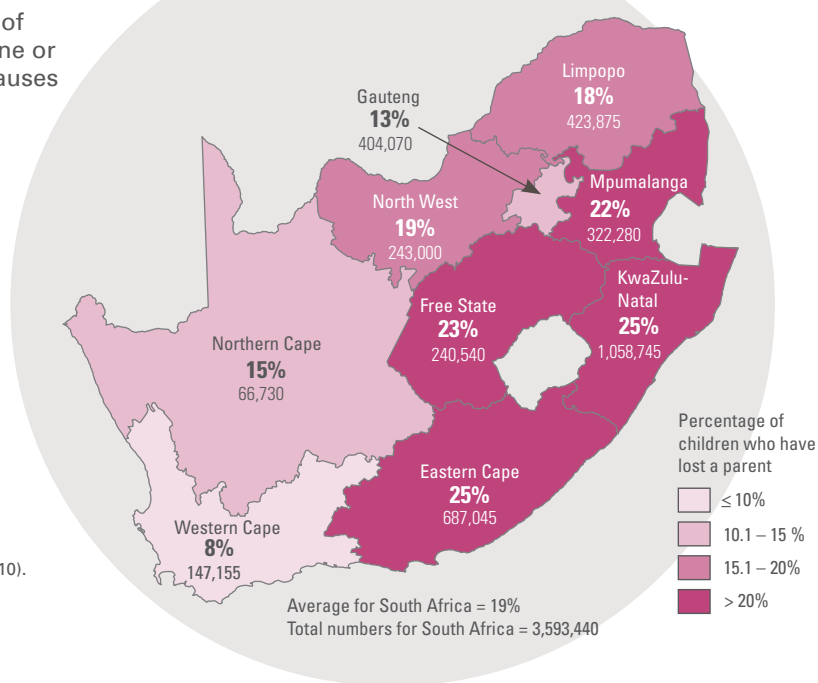 of
ne or
auses
Limpopo
18%
423,875
Gauteng
13%
404,070
Mpumalanga
22%
322,280
North West
19%
243,000
KwaZulu-
Natal
25%
1,058,745
Free State
23%
240,540
Northern Cape
15%
66,730
Eastern Cape
25%
687,045
Western Cape
8%
147,155
Percentage of
children who have
lost a parent
≤ 10%
10.1 – 15 %
15.1 – 20%
> 20%
10).
Average for South Africa = 19%
Total numbers for South Africa = 3,593,440